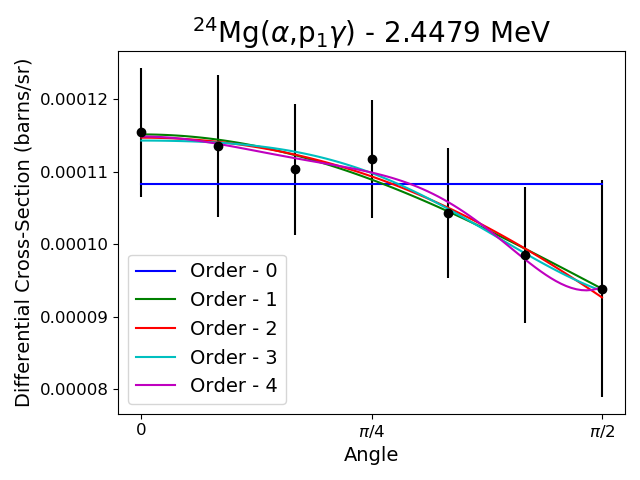 ²⁴Mg(α,p₁γ) - 2.4479 MeV
Differential Cross-Section (barns/sr)
0.00012
0.00011
0.00010
0.00009
0.00008
Order - 0
Order - 1
Order - 2
Order - 3
Order - 4
0
π/4
π/2
Angle